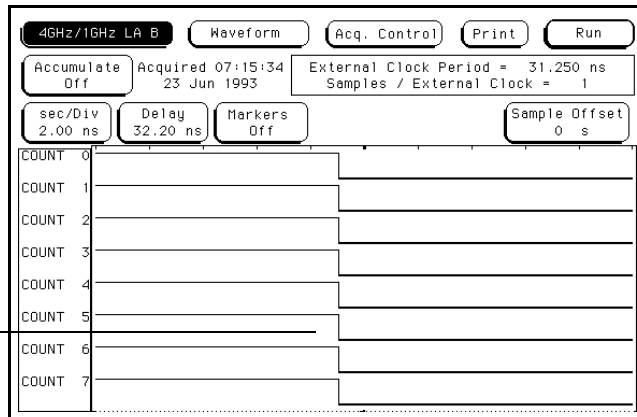 4GHz/1GHz LA B Waveform Acq. Control Print Run
Accumulate Off
Acquired 07:15:34
23 Jun 1993
External Clock Period = 31.250 ns
Samples / External Clock = 1
sec/Div
2.00 ns
Delay
32.20 ns
Markers
Off
Sample Offset
0 s
COUNT 0
COUNT 1
COUNT 2
COUNT 3
COUNT 4
COUNT 5
COUNT 6
COUNT 7